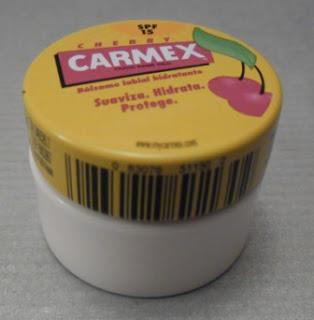 SPF
15
CHERRY
CARMEX
Bálsamo labial hidratante
Suaviza. Hidrata.
Protege.
www.mycarmex.com